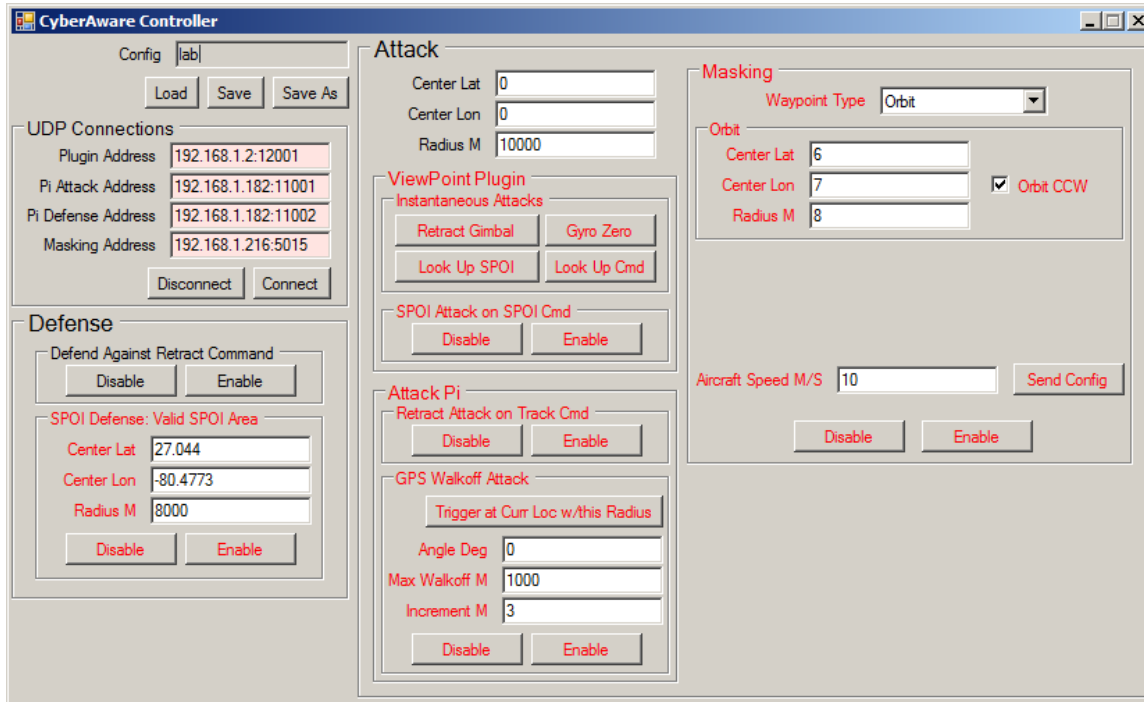 CyberAware Controller
Config lab
Load Save Save As
UDP Connections
Plugin Address 192.168.1.2:12001
Pi Attack Address 192.168.1.182:11001
Pi Defense Address 192.168.1.182:11002
Masking Address 192.168.1.216:5015
Disconnect Connect
Defense
Defend Against Retract Command
Disable Enable
SPOI Defense: Valid SPOI Area
Center Lat 27.044
Center Lon -80.4773
Radius M 8000
Disable Enable
Attack
Center Lat 0
Center Lon 0
Radius M 10000
ViewPoint Plugin
Instantaneous Attacks
Retract Gimbal Gyro Zero
Look Up SPOI Look Up Cmd
SPOI Attack on SPOI Cmd
Disable Enable
Attack Pi
Retract Attack on Track Cmd
Disable Enable
GPS Walkoff Attack
Trigger at Curr Loc w/this Radius
Angle Deg 0
Max Walkoff M 1000
Increment M 3
Disable Enable
Masking
Waypoint Type Orbit
Orbit
Center Lat 6
Center Lon 7 Orbit CCW
Radius M 8
Aircraft Speed M/S 10 Send Config
Disable Enable